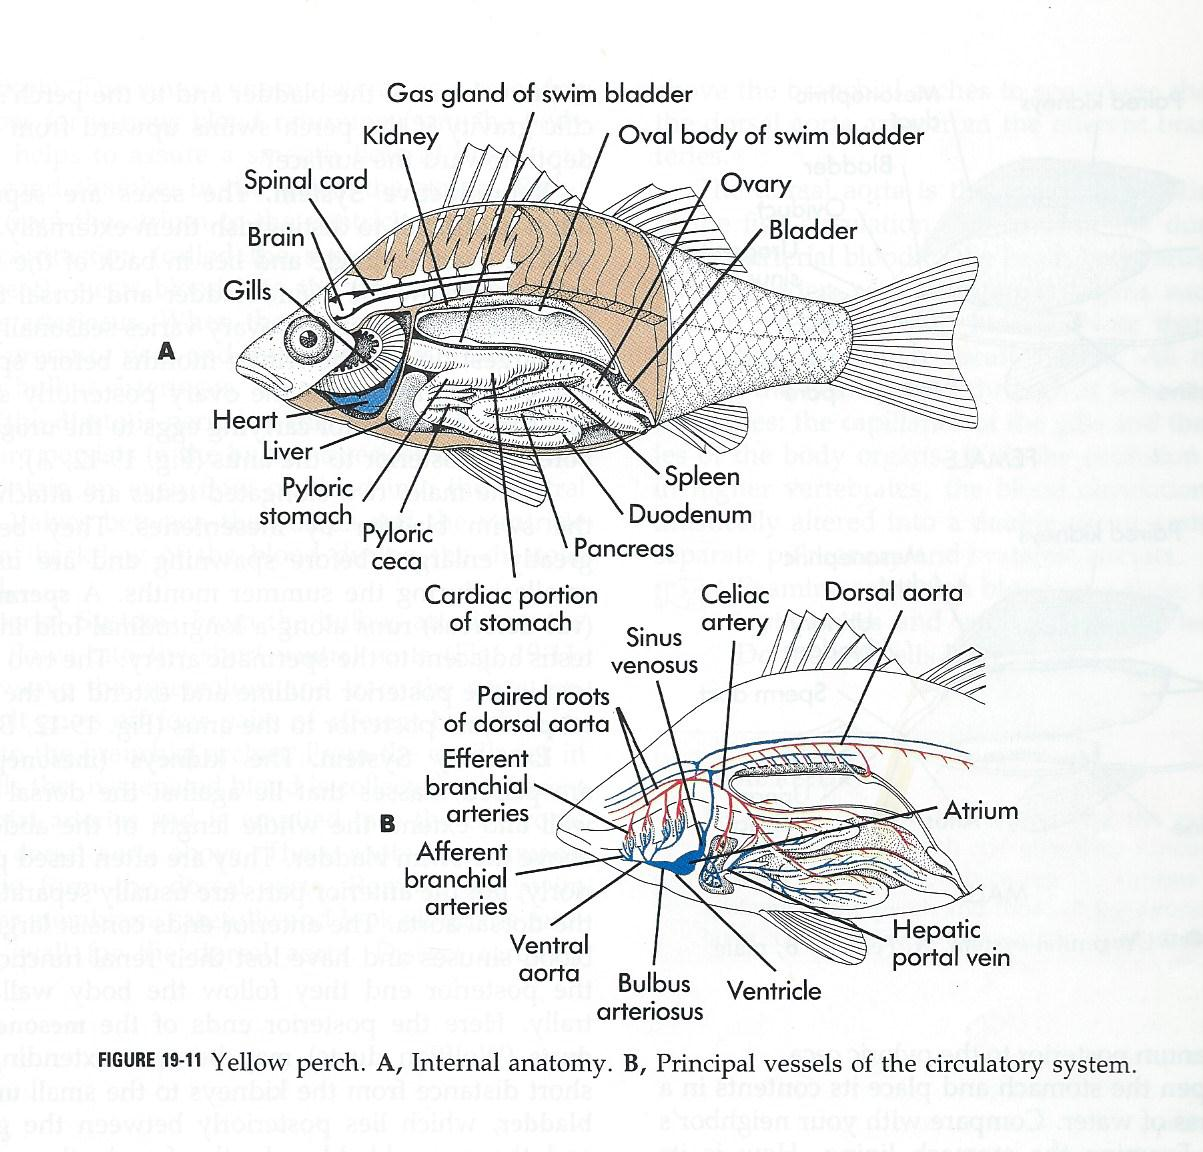 Gas gland of swim bladder
Kidney
Oval body of swim bladder
Spinal cord
Ovary
Brain
Bladder
Gills
A
Heart
Liver
Spleen
Pyloric
stomach
Duodenum
Pyloric
ceca
Pancreas
Cardiac portion
of stomach
Celiac
artery
Dorsal aorta
Sinus
venosus
Paired roots
of dorsal aorta
Efferent
branchial
arteries
B
Atrium
Afferent
branchial
arteries
Ventral
aorta
Hepatic
portal vein
Bulbus
arteriosus
Ventricle
FIGURE 19-11 Yellow perch. A, Internal anatomy. B, Principal vessels of the circulatory system.